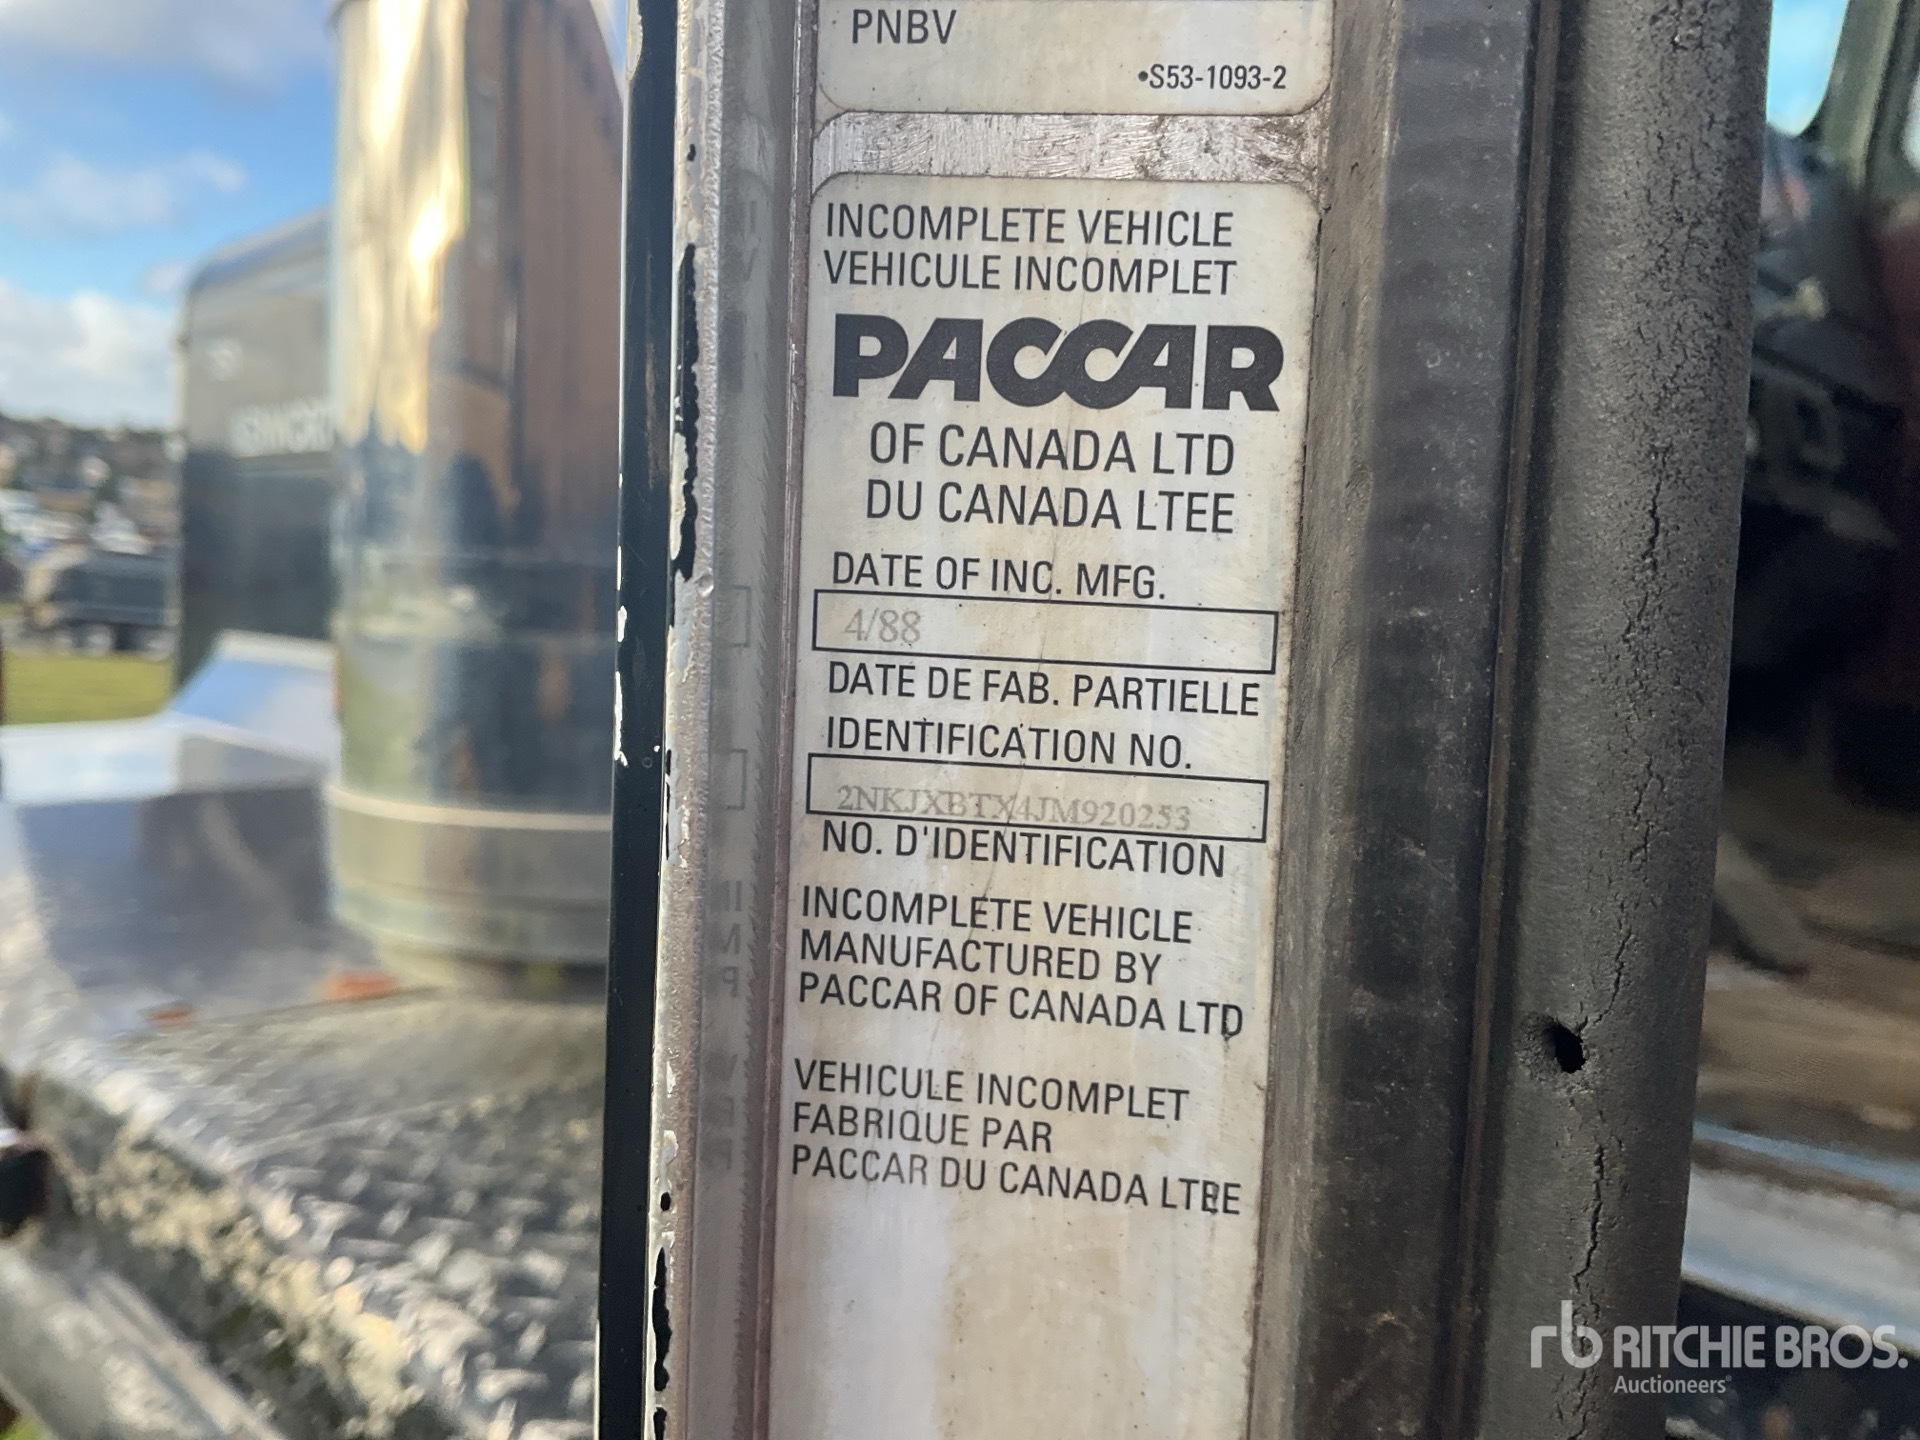 PNBV
•S53-1093-2
INCOMPLETE VEHICLE
VEHICULE INCOMPLET
PACCAR
OF CANADA LTD
DU CANADA LTEE
DATE OF INC. MFG.
4/88
DATE DE FAB. PARTIELLE
IDENTIFICATION NO.
2NKJXBTX4JM920253
NO. D'IDENTIFICATION
INCOMPLETE VEHICLE
MANUFACTURED BY
PACCAR OF CANADA LTD
VEHICULE INCOMPLET
FABRIQUE PAR
PACCAR DU CANADA LTEE
rb RITCHIE BROS.
Auctioneers